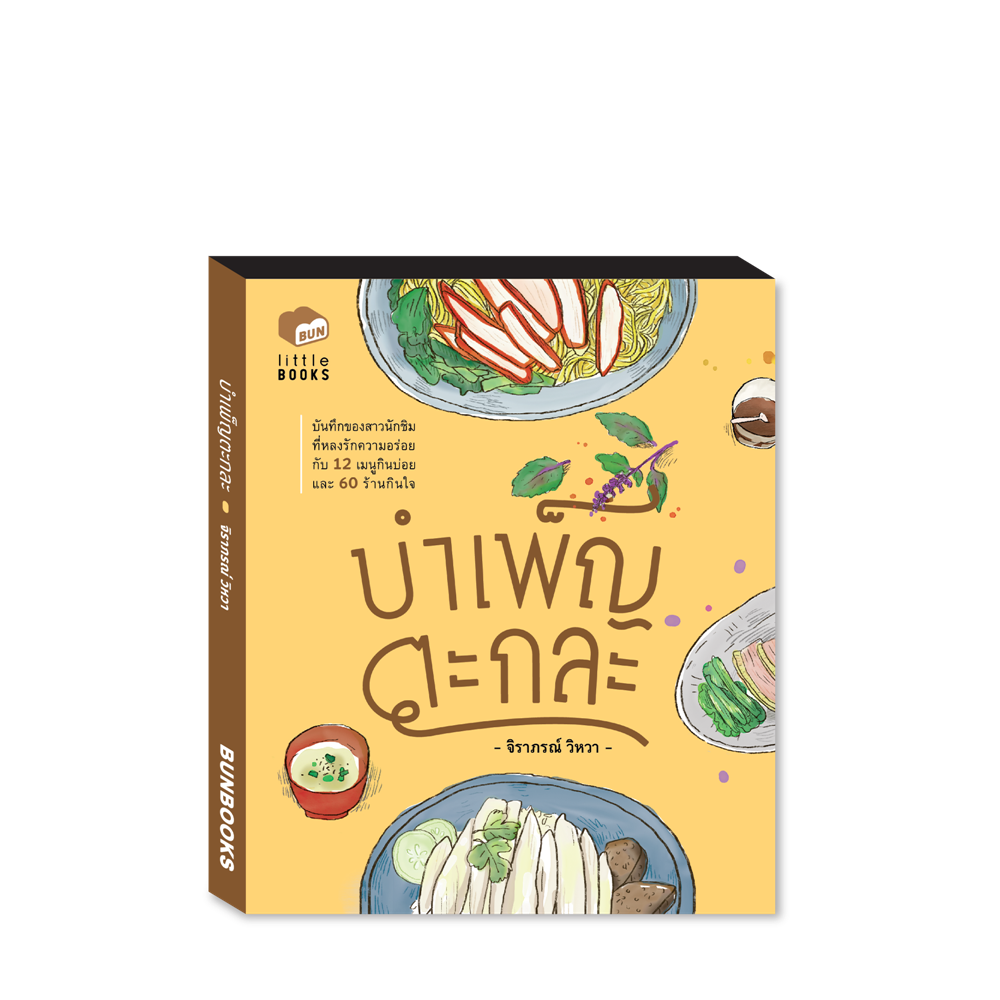 BUN
little
BOOKS
บันทึกของสาวนักชิม
ที่หลงรักความอร่อย
กับ 12 เมนูกินบ่อย
และ 60 ร้านกินใจ
บำเพ็ญ
ตะกละ
- จิราภรณ์ วิหวา -
บำเพ็ญตะกละ จิราภรณ์ วิหวา
BUNBOOKS